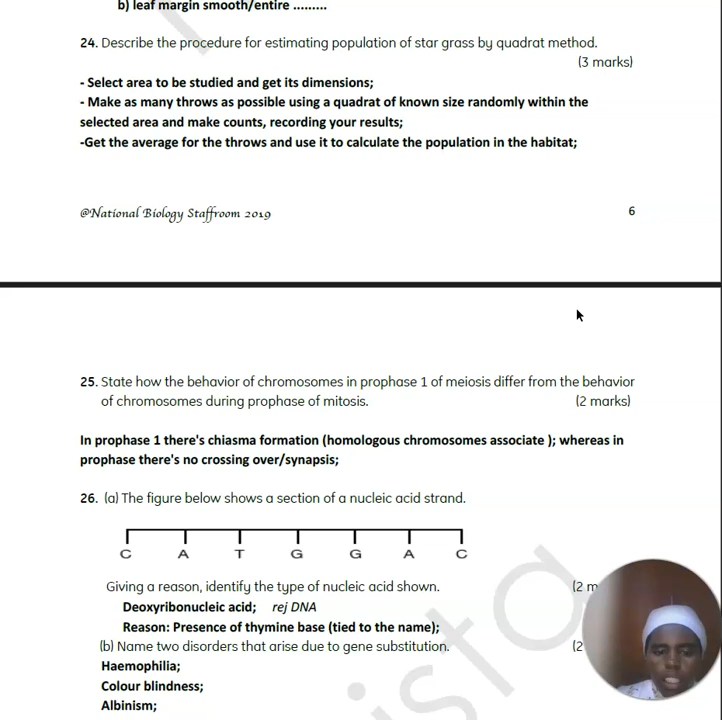 b) leaf margin smooth/entire .........
24. Describe the procedure for estimating population of star grass by quadrat method.
(3 marks)
- Select area to be studied and get its dimensions;
- Make as many throws as possible using a quadrat of known size randomly within the
selected area and make counts, recording your results;
-Get the average for the throws and use it to calculate the population in the habitat;
@National Biology Staffroom 2019
6
25. State how the behavior of chromosomes in prophase 1 of meiosis differ from the behavior
of chromosomes during prophase of mitosis. (2 marks)
In prophase 1 there's chiasma formation (homologous chromosomes associate ); whereas in
prophase there's no crossing over/synapsis;
26. (a) The figure below shows a section of a nucleic acid strand.
C A T G G A C
Giving a reason, identify the type of nucleic acid shown. (2 m
Deoxyribonucleic acid; rej DNA
Reason: Presence of thymine base (tied to the name);
(b) Name two disorders that arise due to gene substitution. (2
Haemophilia;
Colour blindness;
Albinism;